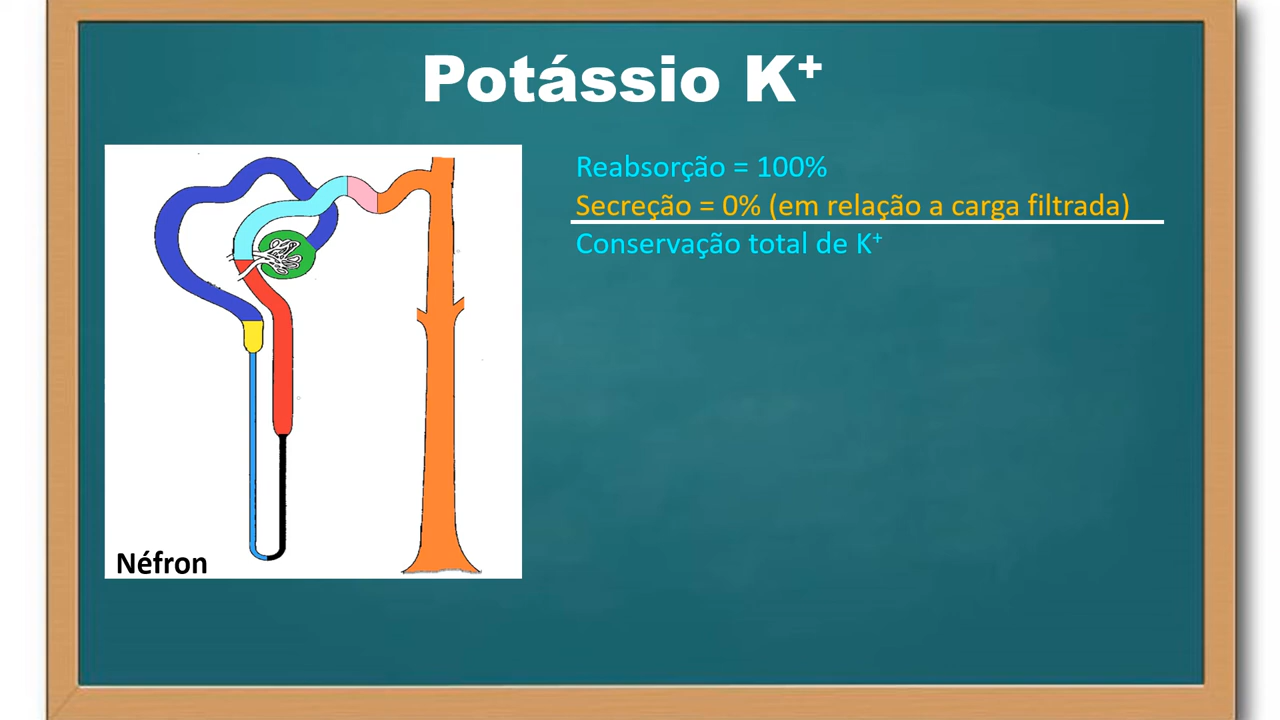 Potássio K⁺
Reabsorção = 100%
Secreção = 0% (em relação a carga filtrada)
Conservação total de K⁺
Néfron